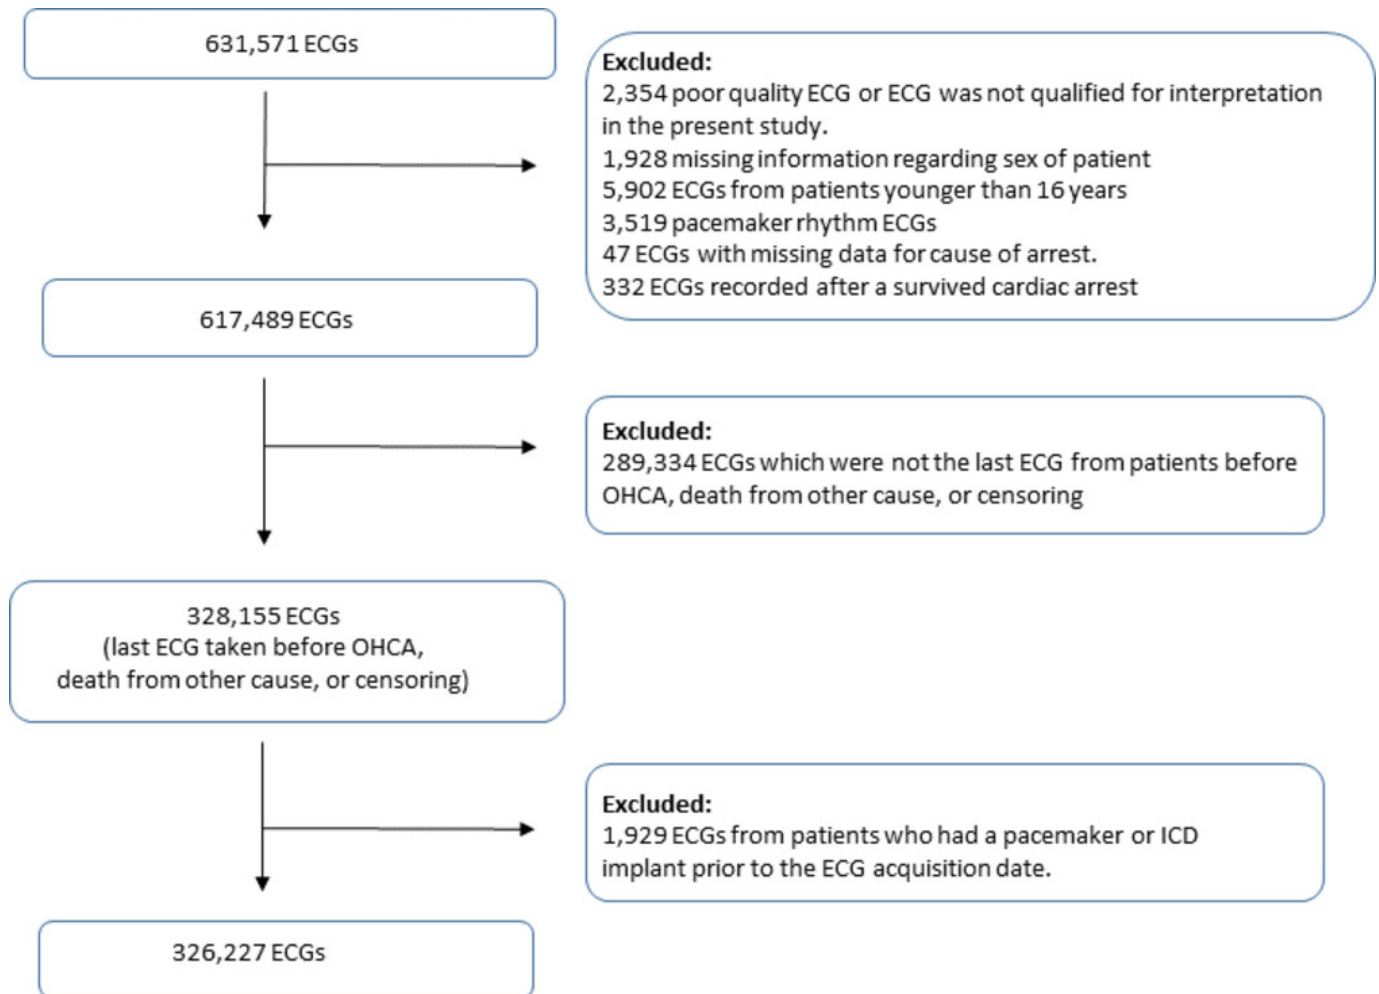 631,571 ECGs
Excluded:
2,354 poor quality ECG or ECG was not qualified for interpretation
in the present study.
1,928 missing information regarding sex of patient
5,902 ECGs from patients younger than 16 years
3,519 pacemaker rhythm ECGs
47 ECGs with missing data for cause of arrest.
332 ECGs recorded after a survived cardiac arrest
617,489 ECGs
Excluded:
289,334 ECGs which were not the last ECG from patients before
OHCA, death from other cause, or censoring
328,155 ECGs
(last ECG taken before OHCA,
death from other cause, or censoring)
Excluded:
1,929 ECGs from patients who had a pacemaker or ICD
implant prior to the ECG acquisition date.
326,227 ECGs